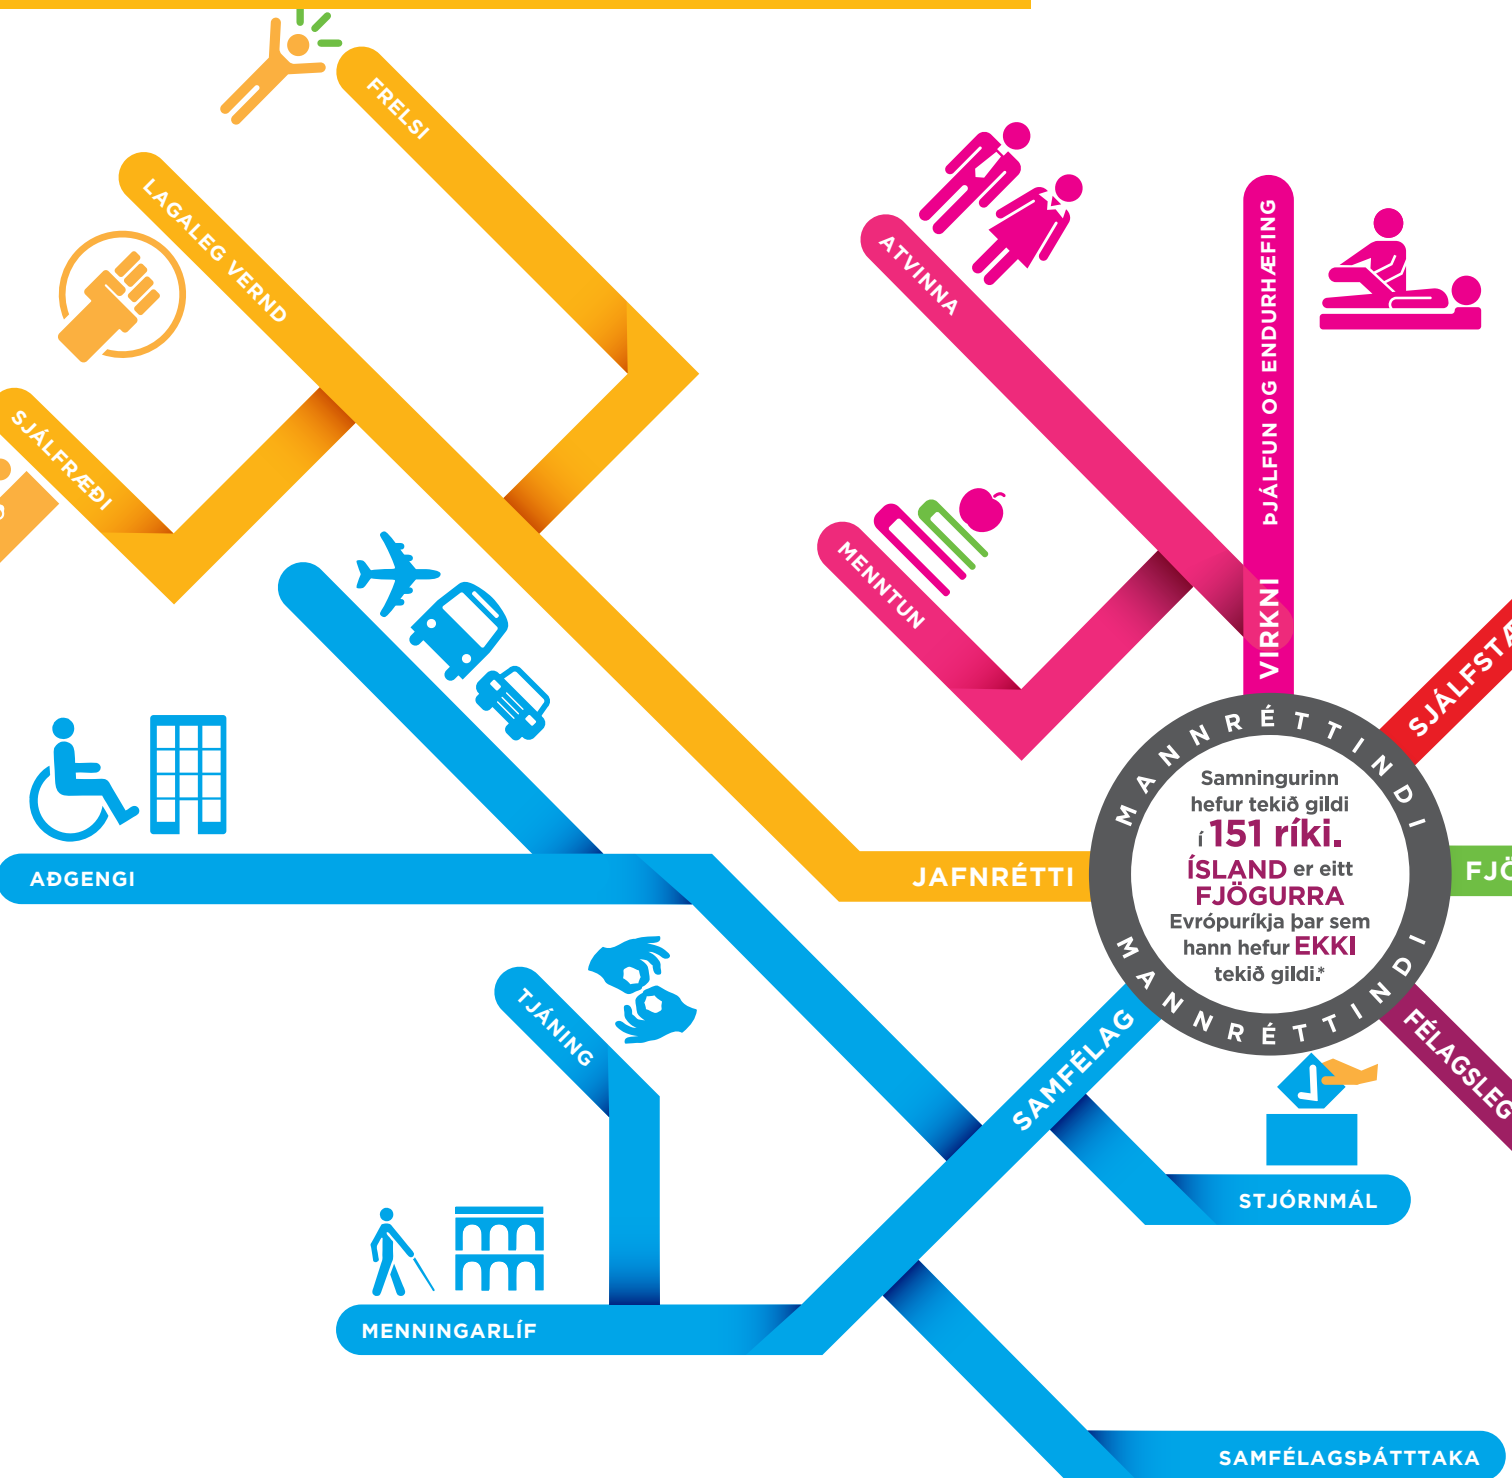 FRELSI
LAGALEG VERND
SJÁLFRÆÐI
ATVINNA
ÞJÁLFUN OG ENDURHÆFING
MENNTUN
VIRKNI
AÐGENGI
JAFNRÉTTI
MANNRÉTTINDI
Samningurinn
hefur tekið gildi
í 151 ríki.
ÍSLAND er eitt
FJÖGURRA
Evrópuríkja þar sem
hann hefur EKKI
tekið gildi.*
MANNRÉTTINDI
FÉLAGSLEG
TJÁNING
SAMFÉLAG
STJÓRNMÁL
MENNINGARLÍF
SAMFÉLAGSÞÁTTTAKA